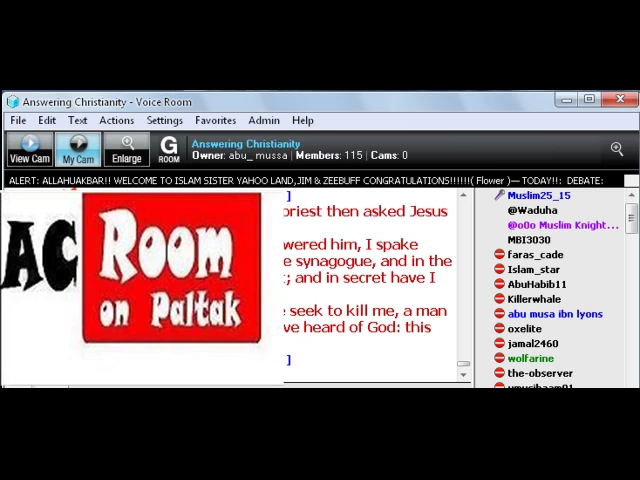 Answering Christianity - Voice Room
File Edit Text Actions Settings Favorites Admin Help
View Cam My Cam Enlarge G ROOM
Answering Christianity
Owner: abu_ mussa | Members: 115 | Cams: 0
ALERT: ALLAHUAKBAR!! WELCOME TO ISLAM SISTER YAHOO LAND,JIM & ZEEBUFF CONGRATULATIONS!!!!!!( Flower )— TODAY!!: DEBATE:
AC Room
on Paltak
]
priest then asked Jesus
wered him, I spake
e synagogue, and in the
; and in secret have I
e seek to kill me, a man
ve heard of God: this
]
Muslim25_15
@Waduha
@o0o Muslim Knight...
MBI3030
faras_cade
Islam_star
AbuHabib11
Killerwhale
abu musa ibn lyons
oxelite
jamal2460
wolfarine
the-observer